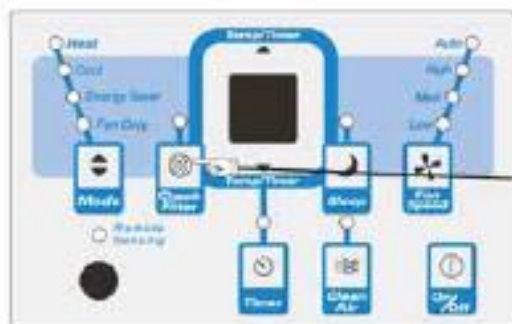 Temp/Timer
Heat
Cool
Energy Saver
Fan Only
Auto
High
Med
Low
Mode
Check
Filter
Temp/Timer
Sleep
Fan
Speed
Remote
Sensing
Timer
Clean
Air
On/Off